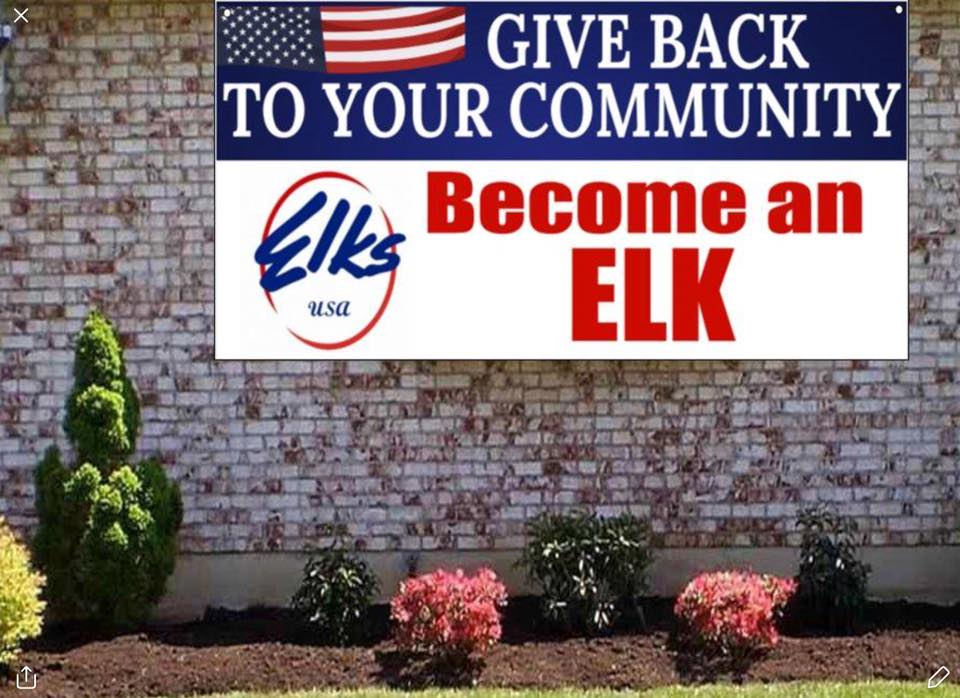 GIVE BACK
TO YOUR COMMUNITY
Become an
ELK
Elks
usa